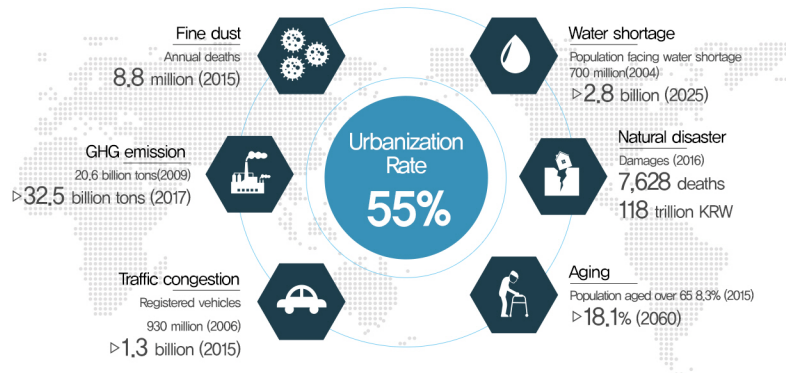 Fine dust
Annual deaths
8.8 million (2015)
GHG emission
20,6 billion tons(2009)
▷32.5 billion tons (2017)
Traffic congestion
Registered vehicles
930 million (2006)
▷1.3 billion (2015)
Urbanization
Rate
55%
Water shortage
Population facing water shortage
700 million(2004)
▷2.8 billion (2025)
Natural disaster
Damages (2016)
7,628 deaths
118 trillion KRW
Aging
Population aged over 65 8,3% (2015)
▷18.1% (2060)